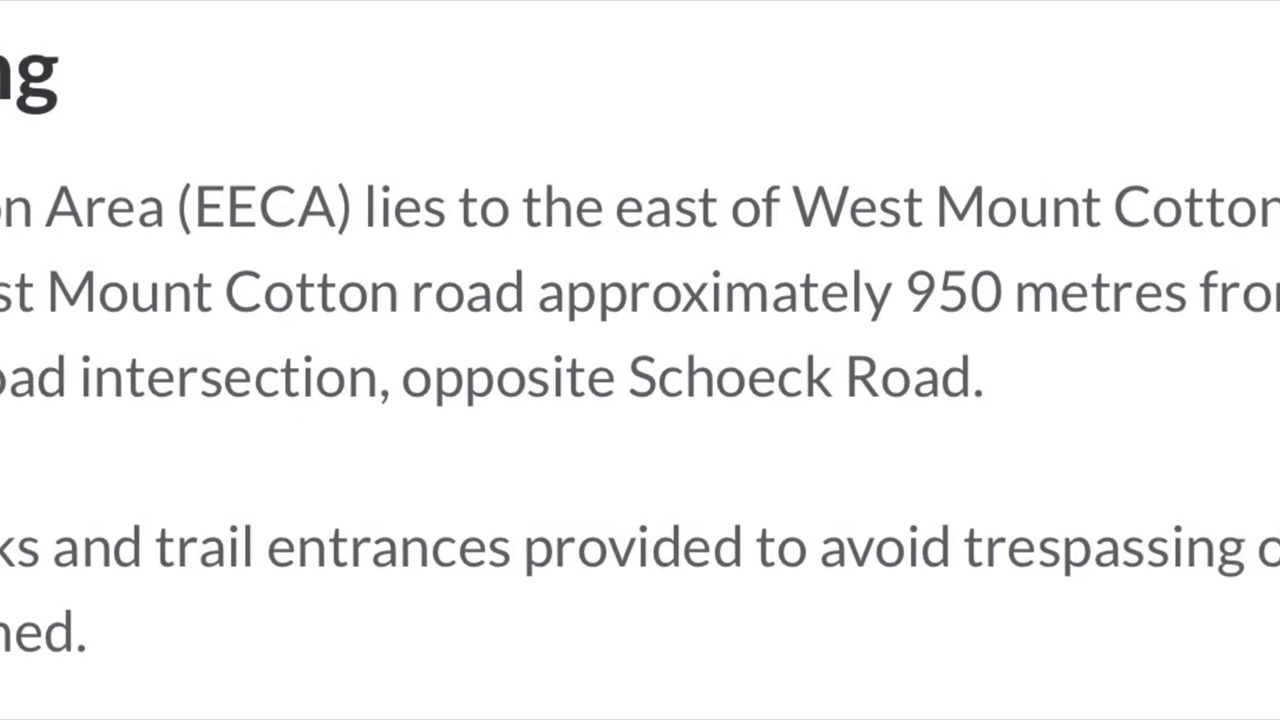 ng
on Area (EECA) lies to the east of West Mount Cotton
st Mount Cotton road approximately 950 metres from
oad intersection, opposite Schoeck Road.
ks and trail entrances provided to avoid trespassing o
ned.